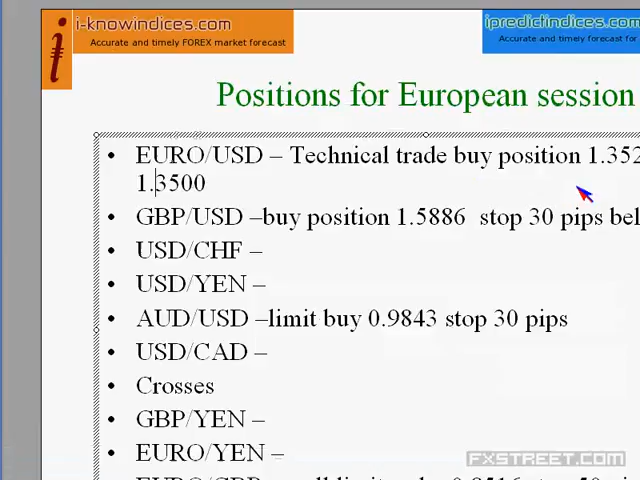 i-knowindices.com
Accurate and timely FOREX market forecast
ipredictindices.com
Accurate and timely forecast for
Positions for European session
• EURO/USD – Technical trade buy position 1.352
1.3500
• GBP/USD –buy position 1.5886 stop 30 pips bel
• USD/CHF –
• USD/YEN –
• AUD/USD –limit buy 0.9843 stop 30 pips
• USD/CAD –
• Crosses
• GBP/YEN –
• EURO/YEN –
FXSTREET.COM